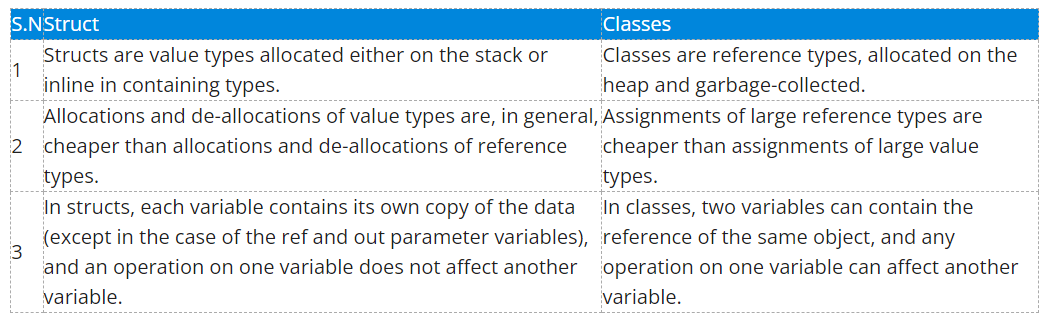 S.N Struct Classes
1
Structs are value types allocated either on the stack or
inline in containing types.
Classes are reference types, allocated on the
heap and garbage-collected.
2
Allocations and de-allocations of value types are, in general,
cheaper than allocations and de-allocations of reference
types.
Assignments of large reference types are
cheaper than assignments of large value
types.
3
In structs, each variable contains its own copy of the data
(except in the case of the ref and out parameter variables),
and an operation on one variable does not affect another
variable.
In classes, two variables can contain the
reference of the same object, and any
operation on one variable can affect another
variable.